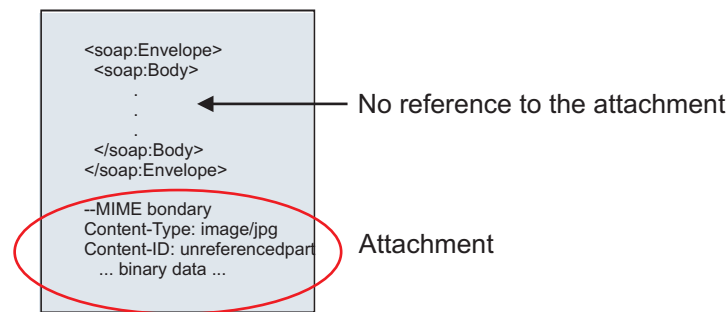 <soap:Envelope>
<soap:Body>
.
.
.
</soap:Body>
</soap:Envelope>
No reference to the attachment
--MIME bondary
Content-Type: image/jpg
Content-ID: unreferencedpart
... binary data ...
Attachment